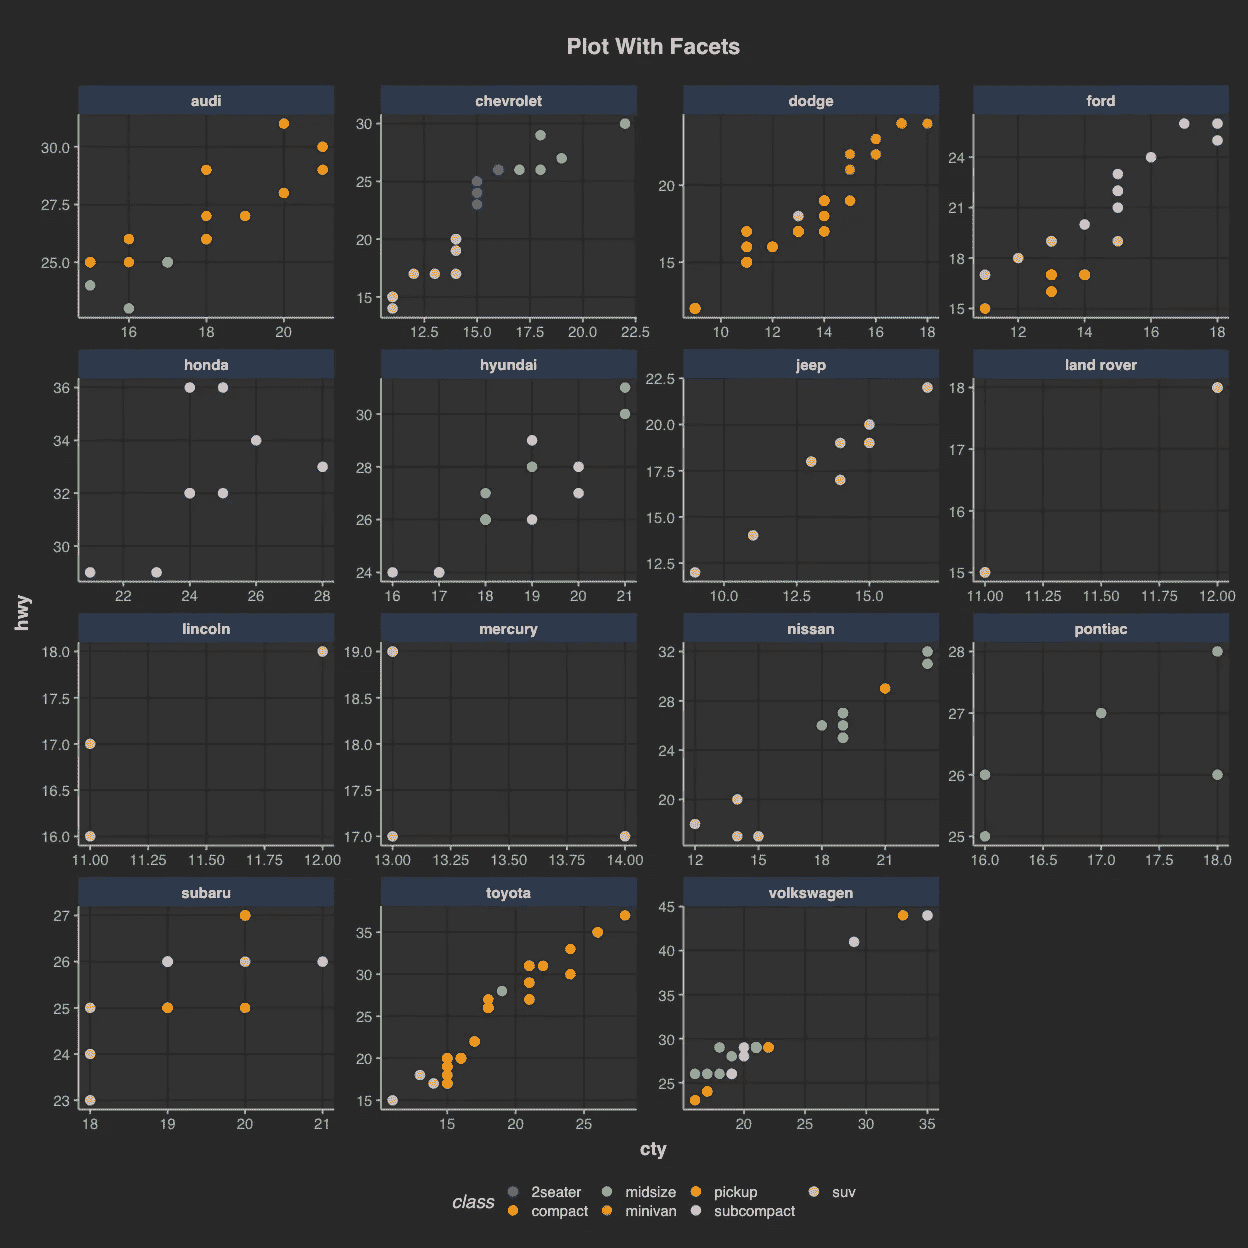 Plot With Facets
audi chevrolet dodge ford
30.0
27.5
25.0
16 18 20
30
25
20
15
12.5 15.0 17.5 20.0 22.5
20
15
10 12 14 16 18
24
21
18
15
12 14 16 18
honda hyundai jeep land rover
36
34
32
30
22 24 26 28
30
28
26
24
16 17 18 19 20 21
22.5
20.0
17.5
15.0
12.5
10.0 12.5 15.0
18
17
16
15
11.00 11.25 11.50 11.75 12.00
hwy
lincoln mercury nissan pontiac
18.0
17.5
17.0
16.5
16.0
11.00 11.25 11.50 11.75 12.00
19.0
18.5
18.0
17.5
17.0
13.00 13.25 13.50 13.75 14.00
32
28
24
20
12 15 18 21
28
27
26
25
16.0 16.5 17.0 17.5 18.0
subaru toyota volkswagen
27
26
25
24
23
18 19 20 21
35
30
25
20
15
15 20 25
45
40
35
30
25
20 25 30 35
cty
class
2seater midsize pickup suv
compact minivan subcompact